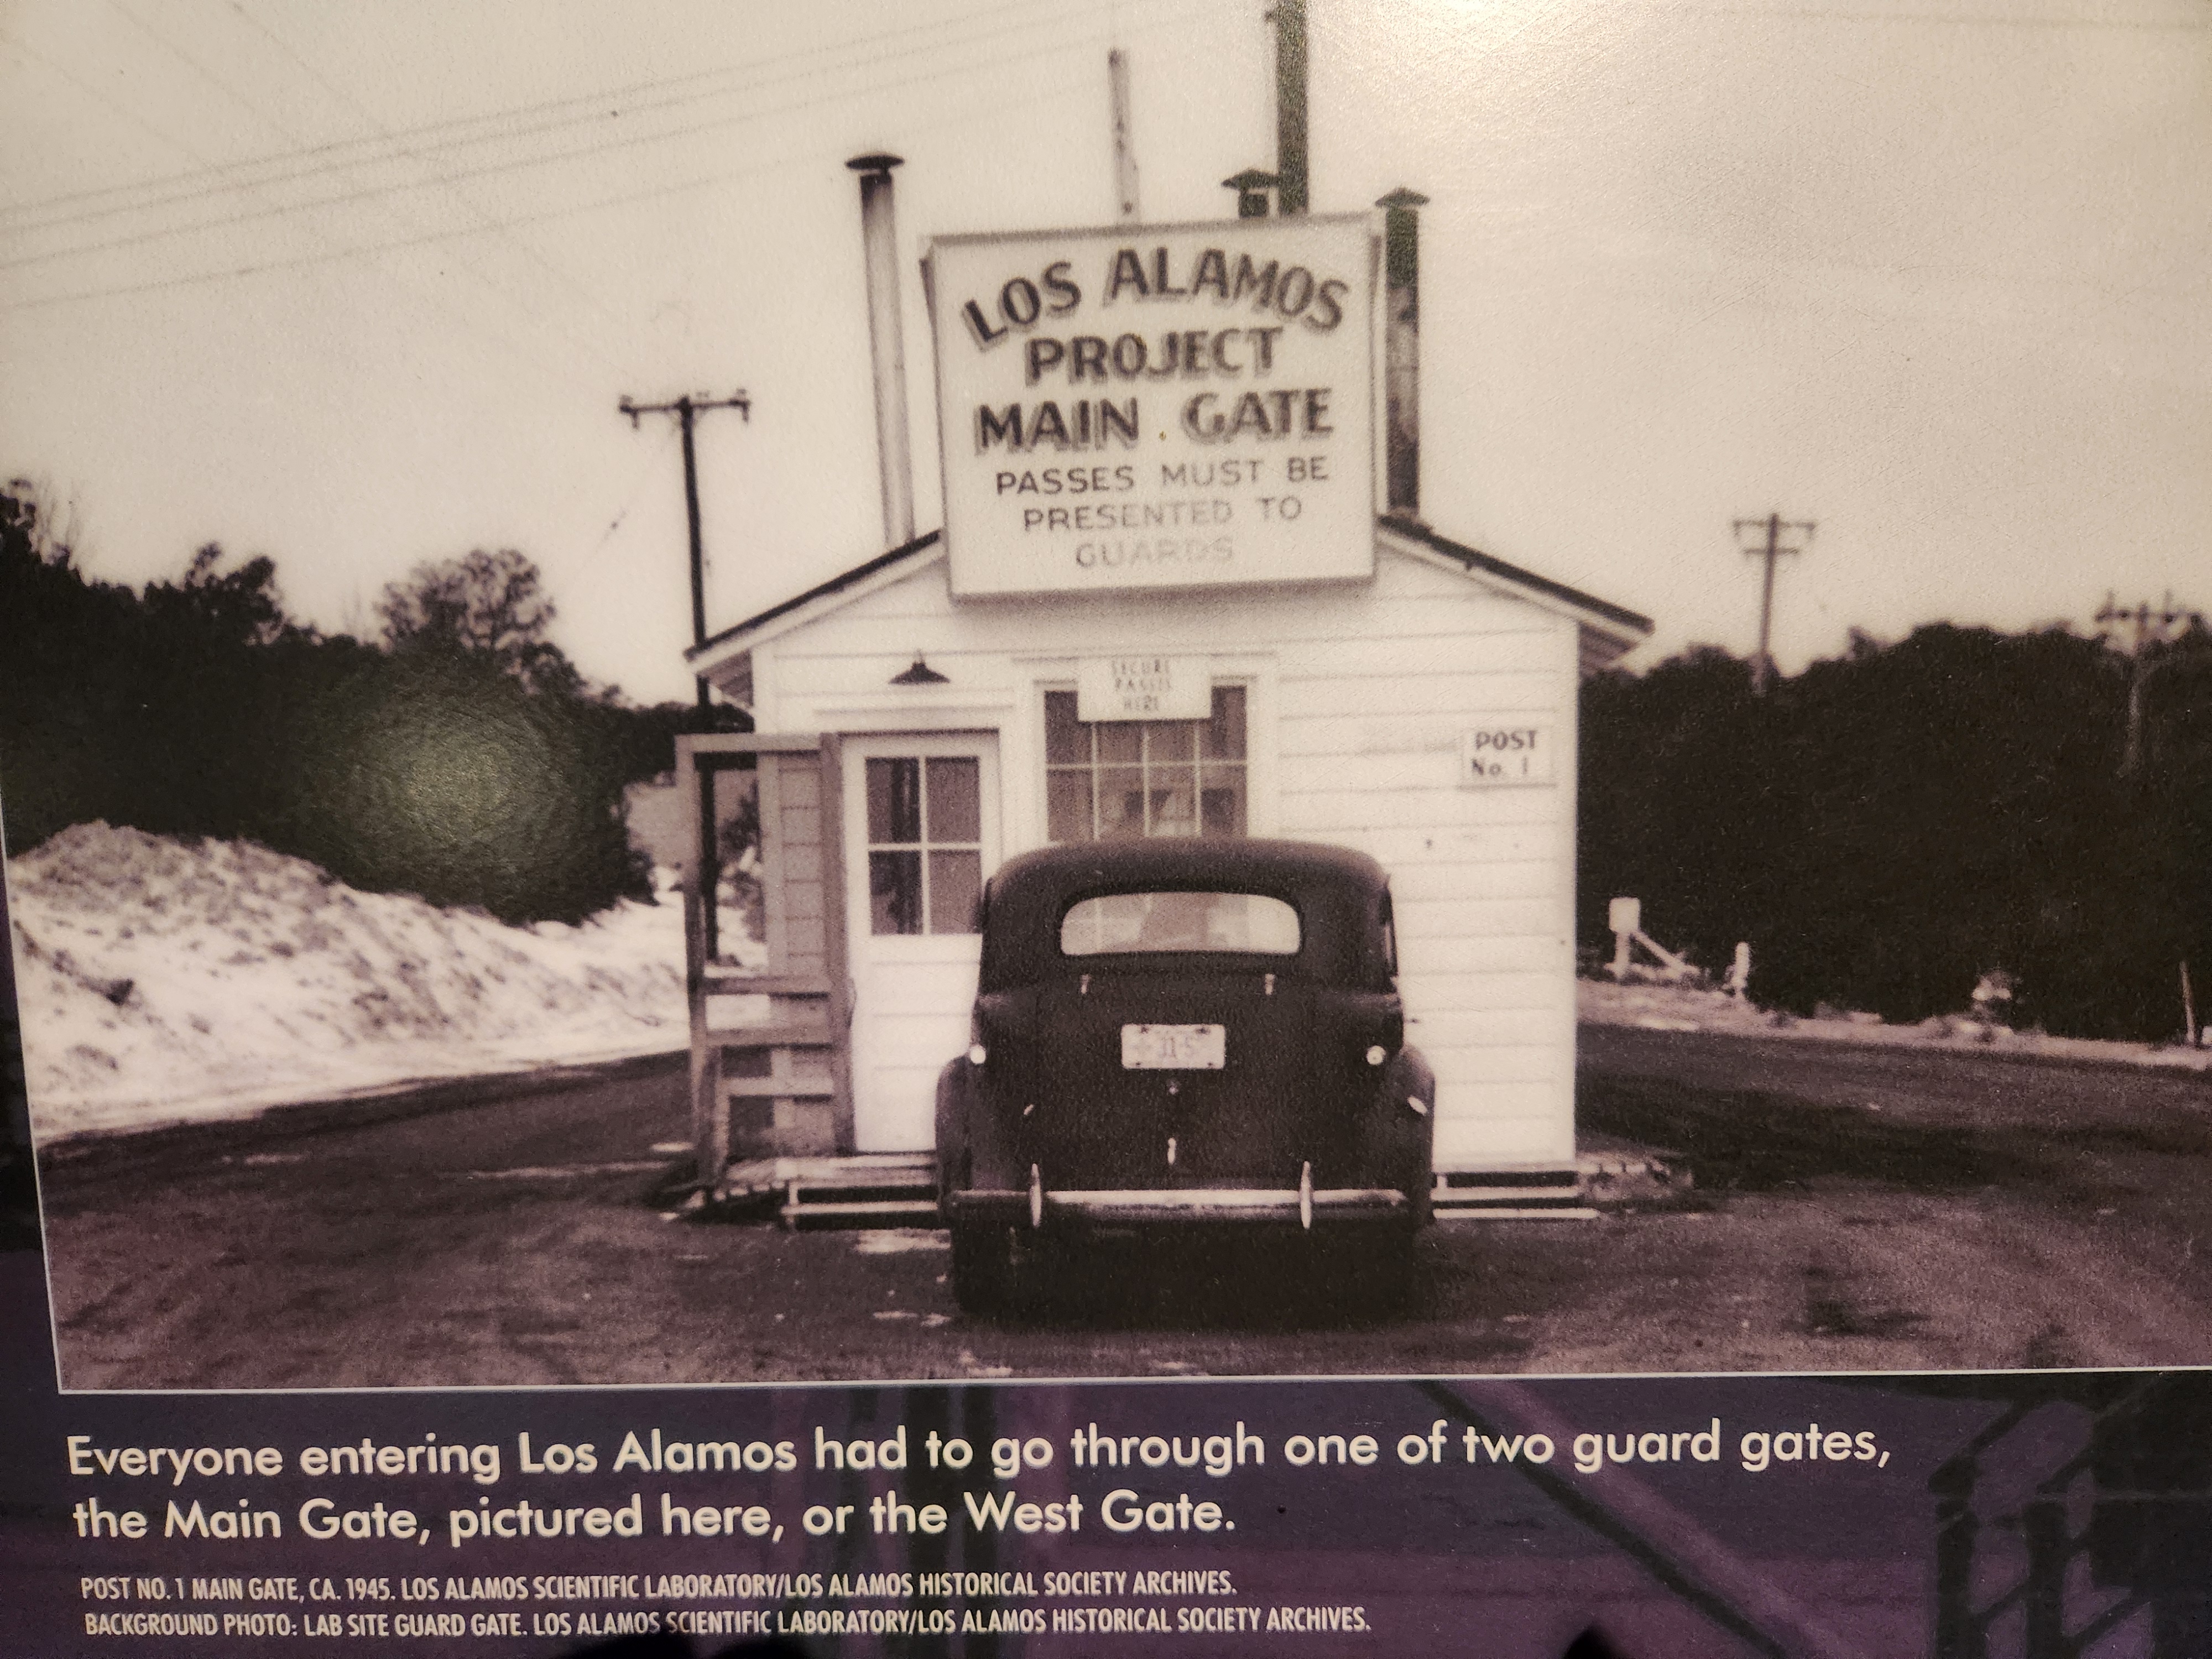 LOS ALAMOS
PROJECT
MAIN GATE
PASSES MUST BE
PRESENTED TO
GUARDS
SECURE
PASSES
HERE
POST
No. 1
Everyone entering Los Alamos had to go through one of two guard gates,
the Main Gate, pictured here, or the West Gate.
POST NO. 1 MAIN GATE, CA. 1945. LOS ALAMOS SCIENTIFIC LABORATORY/LOS ALAMOS HISTORICAL SOCIETY ARCHIVES.
BACKGROUND PHOTO: LAB SITE GUARD GATE. LOS ALAMOS SCIENTIFIC LABORATORY/LOS ALAMOS HISTORICAL SOCIETY ARCHIVES.